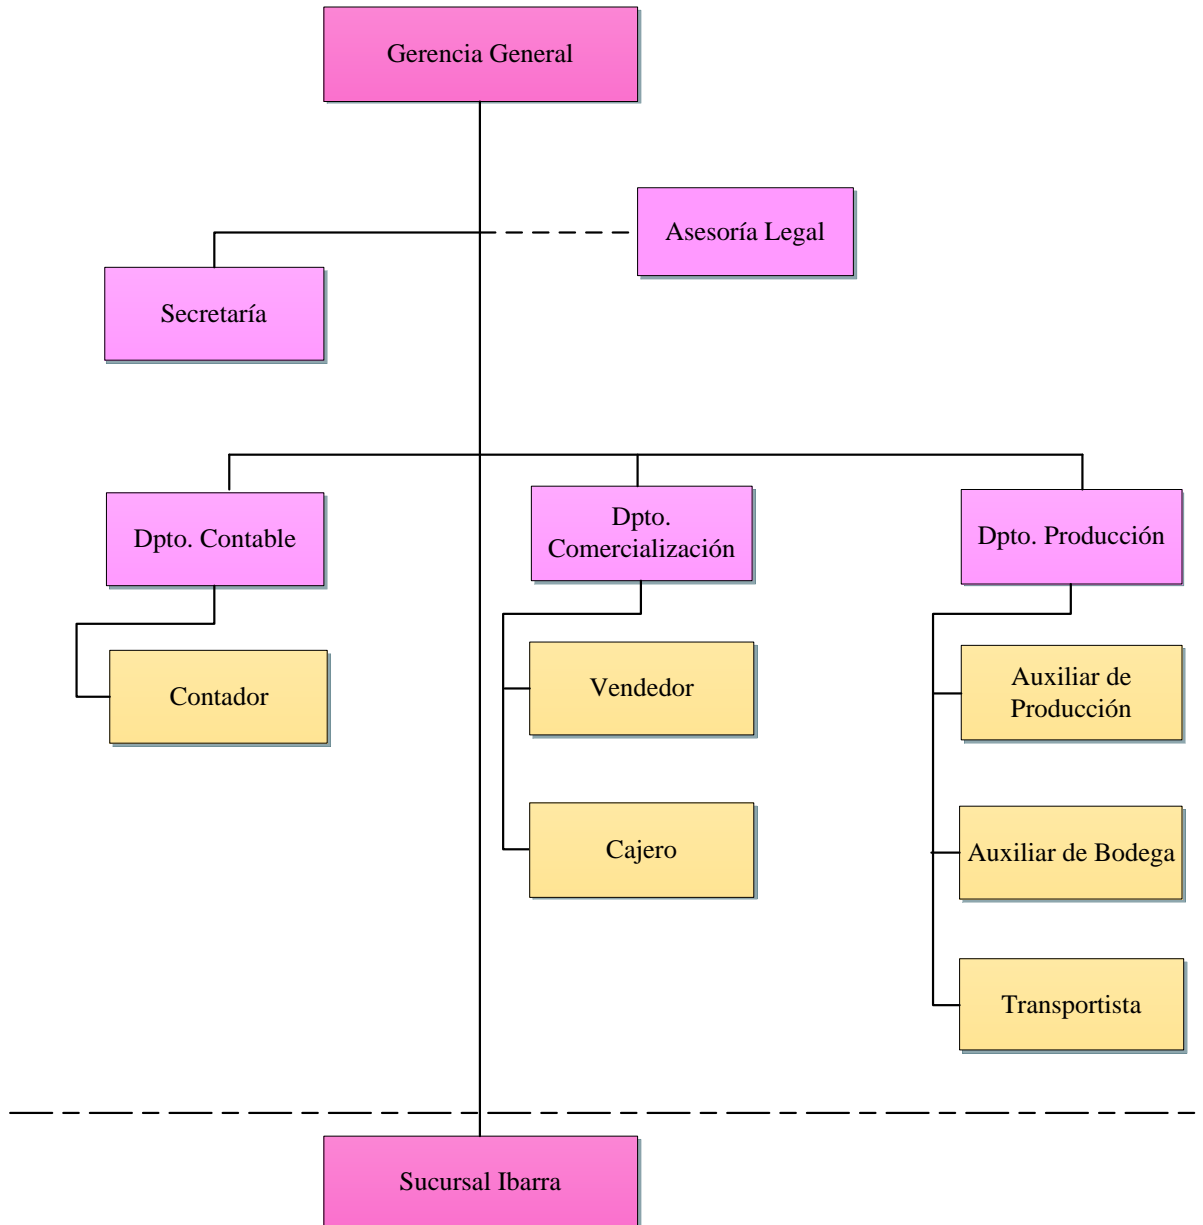 Gerencia General
Asesoría Legal
Secretaría
Dpto. Contable
Dpto.
Comercialización
Dpto. Producción
Contador
Vendedor
Auxiliar de
Producción
Cajero
Auxiliar de Bodega
Transportista
Sucursal Ibarra